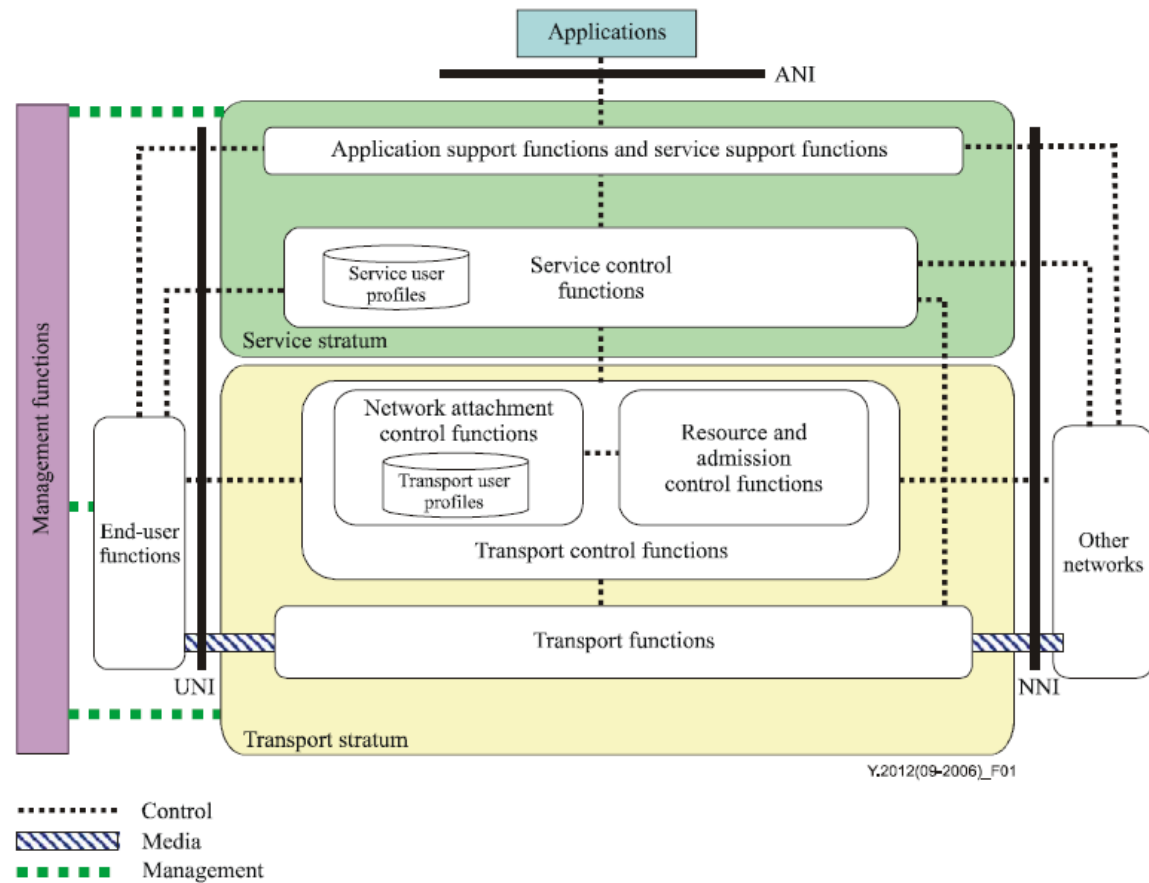 Applications
ANI
Application support functions and service support functions
Service user
profiles
Service control
functions
Service stratum
Management functions
Network attachment
control functions
Transport user
profiles
Resource and
admission
control functions
Transport control functions
End-user
functions
Other
networks
Transport functions
UNI
NNI
Transport stratum
Y.2012(09-2006)_F01
Control
Media
Management